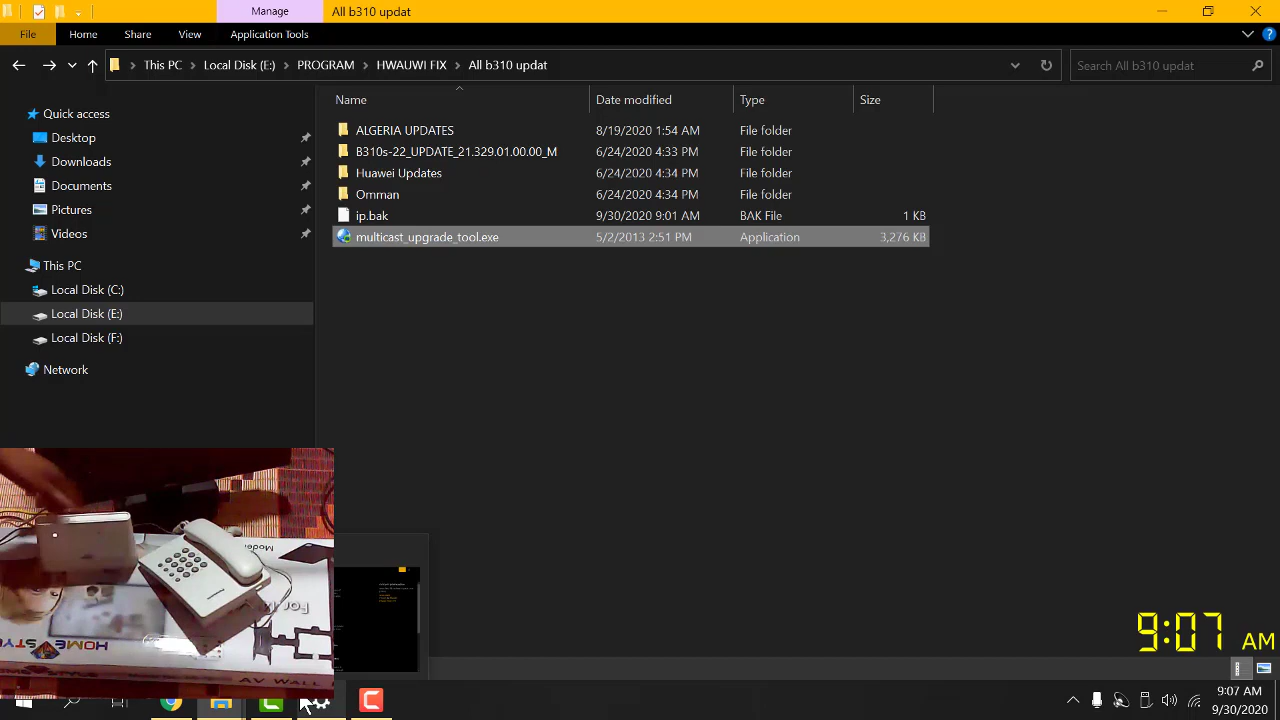 Manage
All b310 updat
File
Home
Share
View
Application Tools
This PC
Local Disk (E:)
PROGRAM
HWAUWI FIX
All b310 updat
Search All b310 updat
Name
Date modified
Type
Size
Quick access
Desktop
Downloads
Documents
Pictures
Videos
This PC
Local Disk (C:)
Local Disk (E:)
Local Disk (F:)
Network
ALGERIA UPDATES 8/19/2020 1:54 AM File folder
B310s-22_UPDATE_21.329.01.00.00_M 6/24/2020 4:33 PM File folder
Huawei Updates 6/24/2020 4:34 PM File folder
Omman 6/24/2020 4:34 PM File folder
ip.bak 9/30/2020 9:01 AM BAK File 1 KB
multicast_upgrade_tool.exe 5/2/2013 2:51 PM Application 3,276 KB
Model
For
HOME STYLE
AV WALL
9:07 AM
9:07 AM
9/30/2020